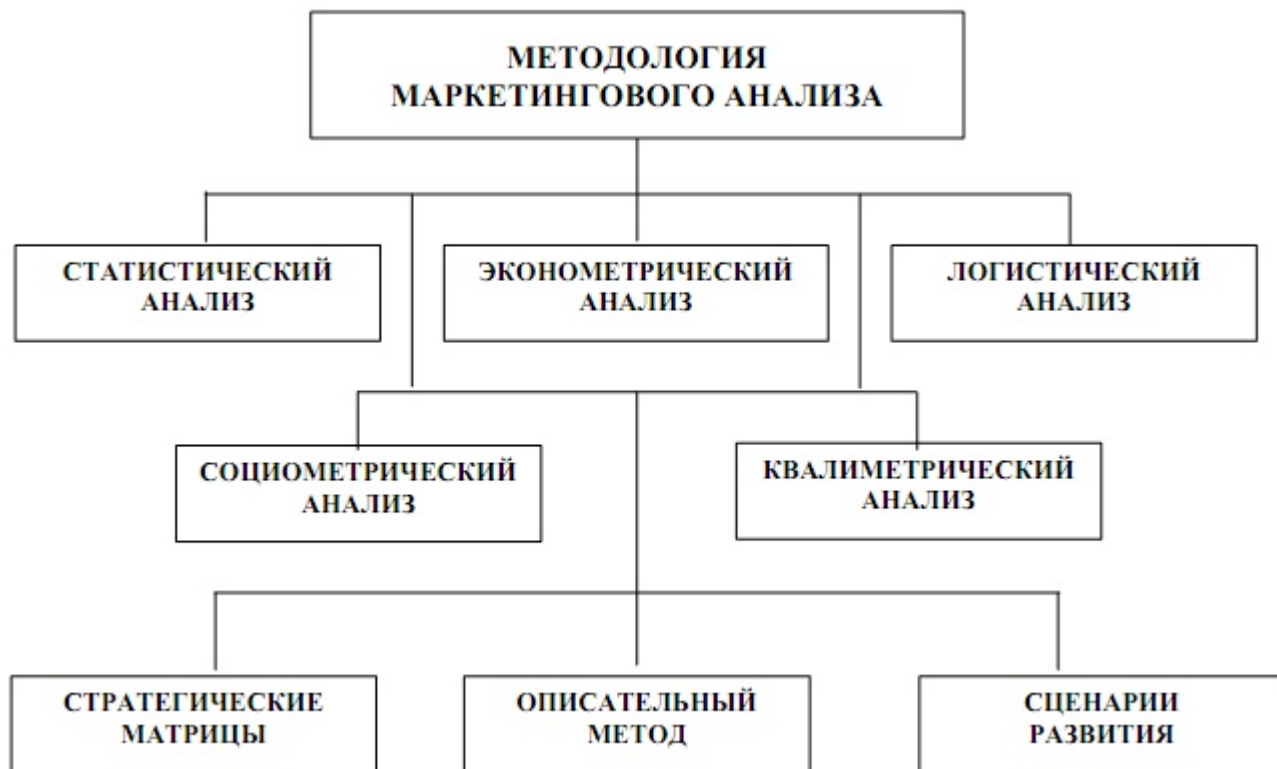 МЕТОДОЛОГИЯ
МАРКЕТИНГОВОГО АНАЛИЗА
СТАТИСТИЧЕСКИЙ
АНАЛИЗ
ЭКОНОМЕТРИЧЕСКИЙ
АНАЛИЗ
ЛОГИСТИЧЕСКИЙ
АНАЛИЗ
СОЦИОМЕТРИЧЕСКИЙ
АНАЛИЗ
КВАЛИМЕТРИЧЕСКИЙ
АНАЛИЗ
СТРАТЕГИЧЕСКИЕ
МАТРИЦЫ
ОПИСАТЕЛЬНЫЙ
МЕТОД
СЦЕНАРИИ
РАЗВИТИЯ